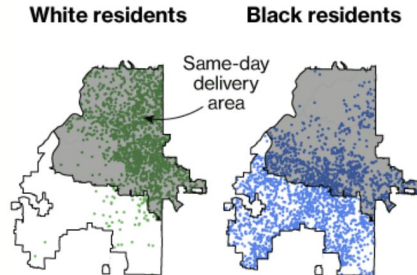 White residents
Black residents
Same-day
delivery
area